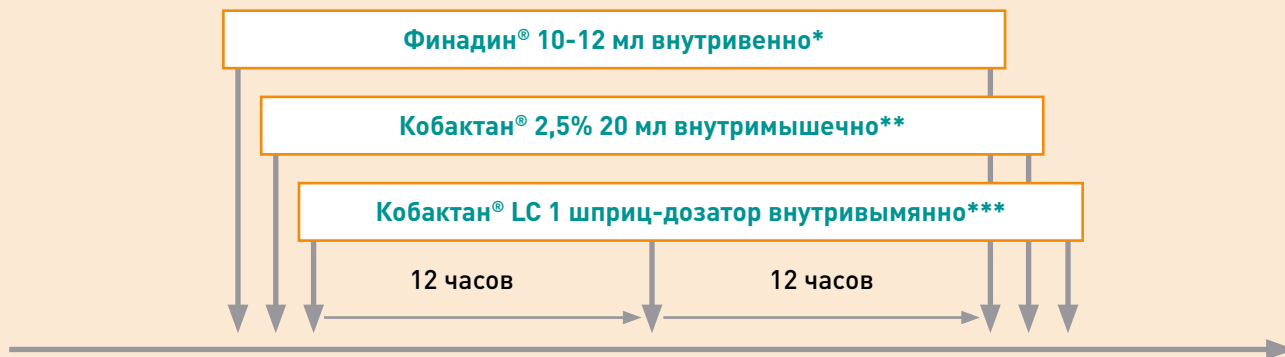 Финадин® 10-12 мл внутривенно*
Кобактан® 2,5% 20 мл внутримышечно**
Кобактан® LC 1 шприц-дозатор внутривымянно***
12 часов 12 часов